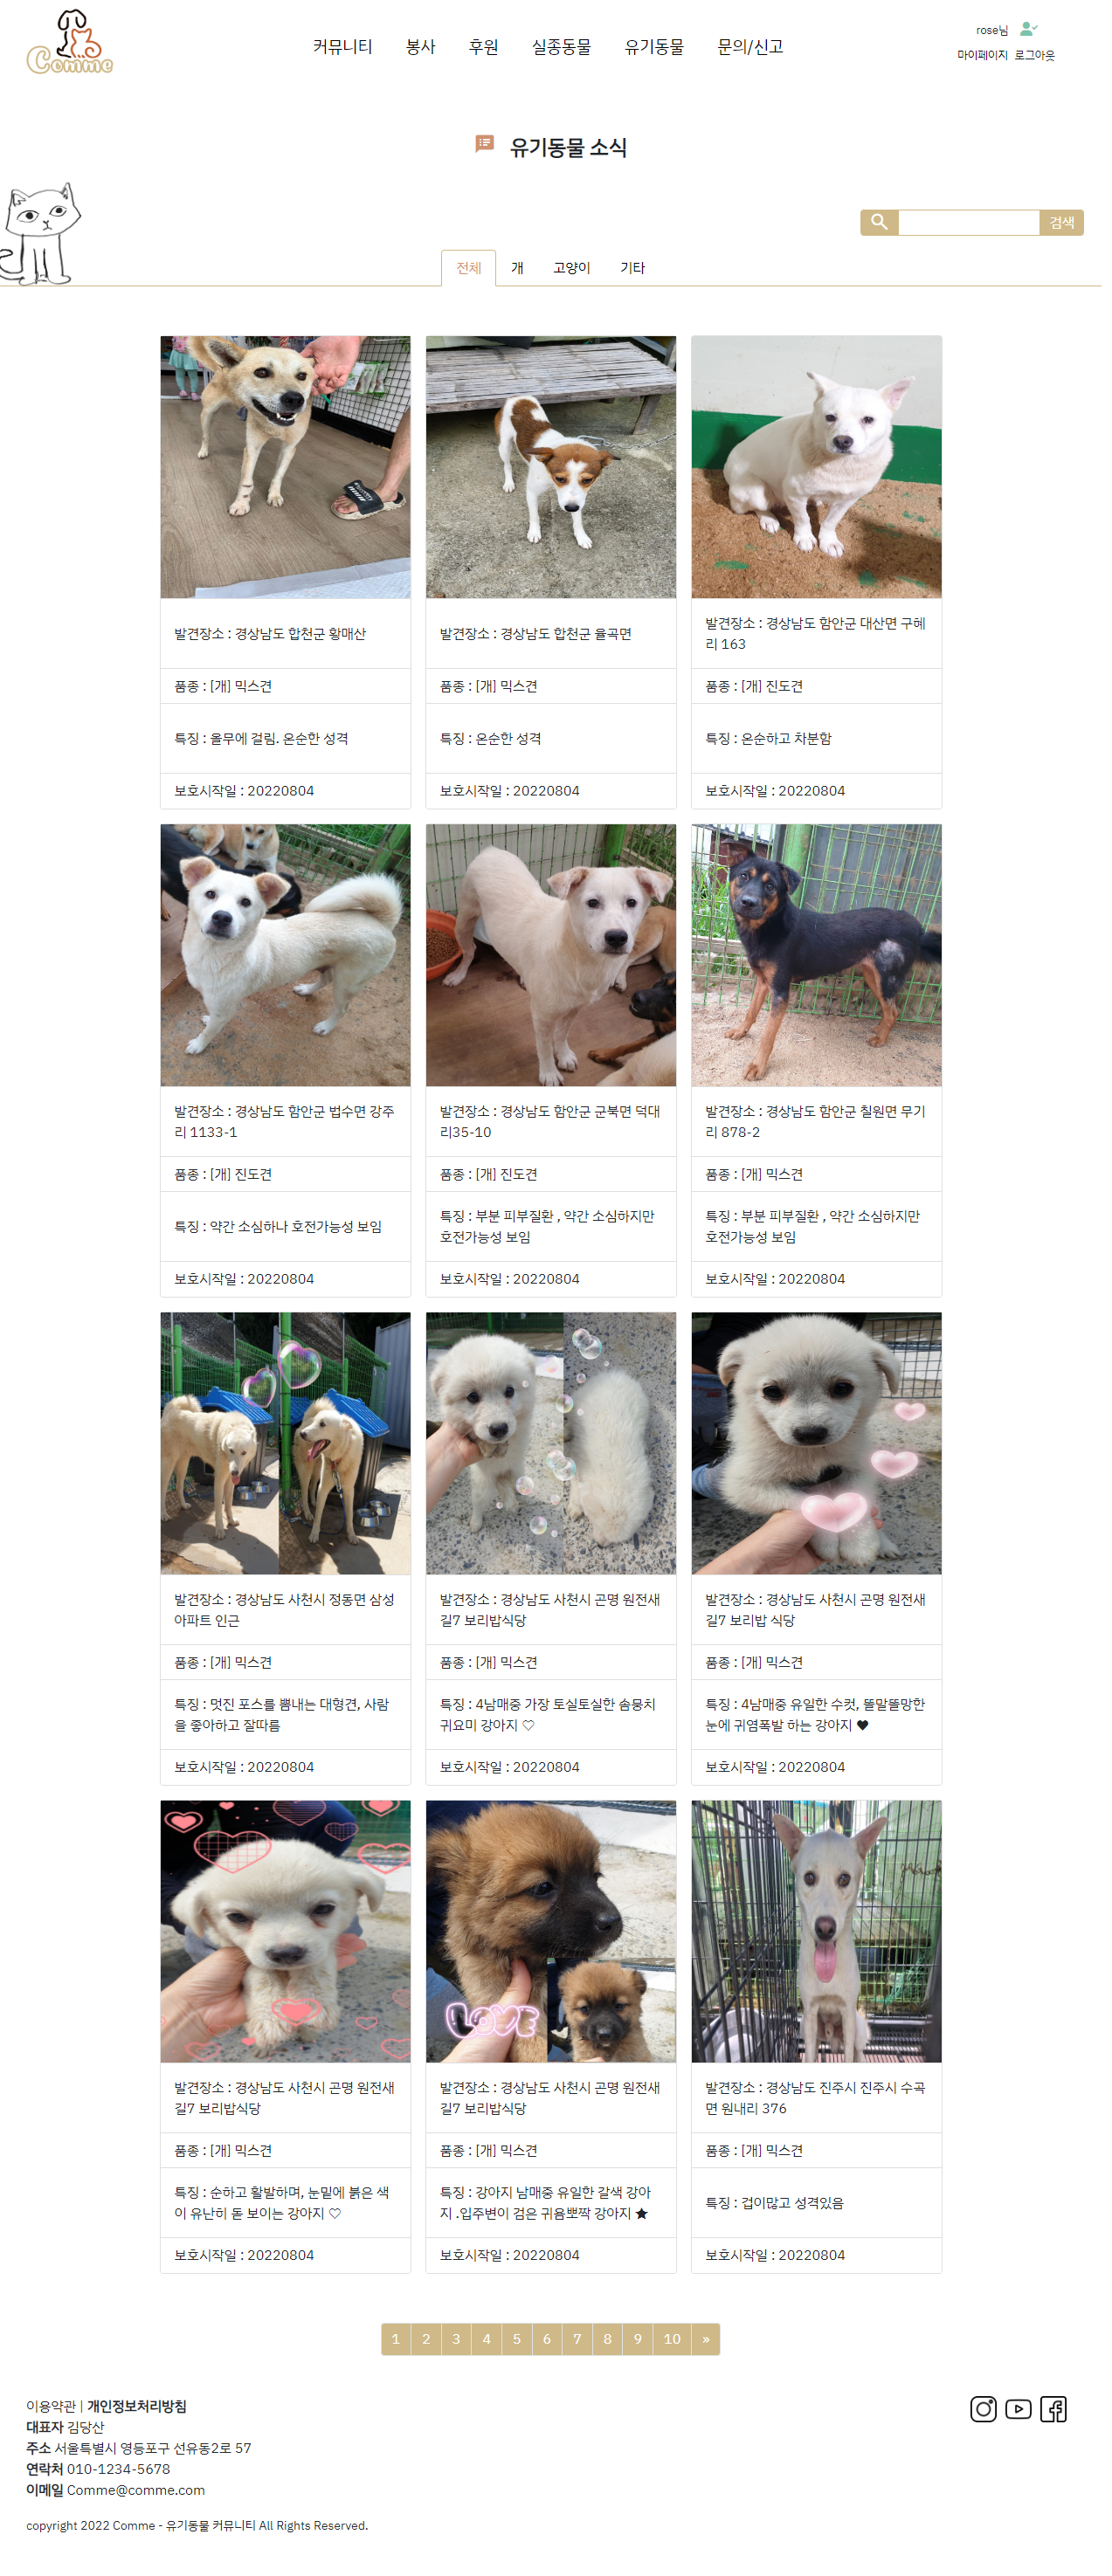 Comme
커뮤니티 봉사 후원 실종동물 유기동물 문의/신고
rose님
마이페이지 로그아웃
유기동물 소식
검색
전체 개 고양이 기타
발견장소 : 경상남도 합천군 황매산
품종 : [개] 믹스견
특징 : 올무에 걸림. 온순한 성격
보호시작일 : 20220804
발견장소 : 경상남도 합천군 율곡면
품종 : [개] 믹스견
특징 : 온순한 성격
보호시작일 : 20220804
발견장소 : 경상남도 함안군 대산면 구혜
리 163
품종 : [개] 진도견
특징 : 온순하고 차분함
보호시작일 : 20220804
발견장소 : 경상남도 함안군 법수면 강주
리 1133-1
품종 : [개] 진도견
특징 : 약간 소심하나 호전가능성 보임
보호시작일 : 20220804
발견장소 : 경상남도 함안군 군북면 덕대
리35-10
품종 : [개] 진도견
특징 : 부분 피부질환 , 약간 소심하지만
호전가능성 보임
보호시작일 : 20220804
발견장소 : 경상남도 함안군 칠원면 무기
리 878-2
품종 : [개] 믹스견
특징 : 부분 피부질환 , 약간 소심하지만
호전가능성 보임
보호시작일 : 20220804
발견장소 : 경상남도 사천시 정동면 삼성
아파트 인근
품종 : [개] 믹스견
특징 : 멋진 포스를 뿜내는 대형견, 사람
을 좋아하고 잘따름
보호시작일 : 20220804
발견장소 : 경상남도 사천시 곤명 원전새
길7 보리밥식당
품종 : [개] 믹스견
특징 : 4남매중 가장 토실토실한 솜뭉치
귀요미 강아지 ♡
보호시작일 : 20220804
발견장소 : 경상남도 사천시 곤명 원전새
길7 보리밥 식당
품종 : [개] 믹스견
특징 : 4남매중 유일한 수컷, 똘말똘망한
눈에 귀염폭발 하는 강아지 ♥
보호시작일 : 20220804
발견장소 : 경상남도 사천시 곤명 원전새
길7 보리밥식당
품종 : [개] 믹스견
특징 : 순하고 활발하며, 눈밑에 붉은 색
이 유난히 돋 보이는 강아지 ♡
보호시작일 : 20220804
LOVE
발견장소 : 경상남도 사천시 곤명 원전새
길7 보리밥식당
품종 : [개] 믹스견
특징 : 강아지 남매중 유일한 갈색 강아
지 .입주변이 검은 귀욤뽀짝 강아지 ★
보호시작일 : 20220804
발견장소 : 경상남도 진주시 진주시 수곡
면 원내리 376
품종 : [개] 믹스견
특징 : 겁이많고 성격있음
보호시작일 : 20220804
1 2 3 4 5 6 7 8 9 10 »
이용약관 | 개인정보처리방침
대표자 김당산
주소 서울특별시 영등포구 선유동2로 57
연락처 010-1234-5678
이메일 Comme@comme.com
copyright 2022 Comme - 유기동물 커뮤니티 All Rights Reserved.